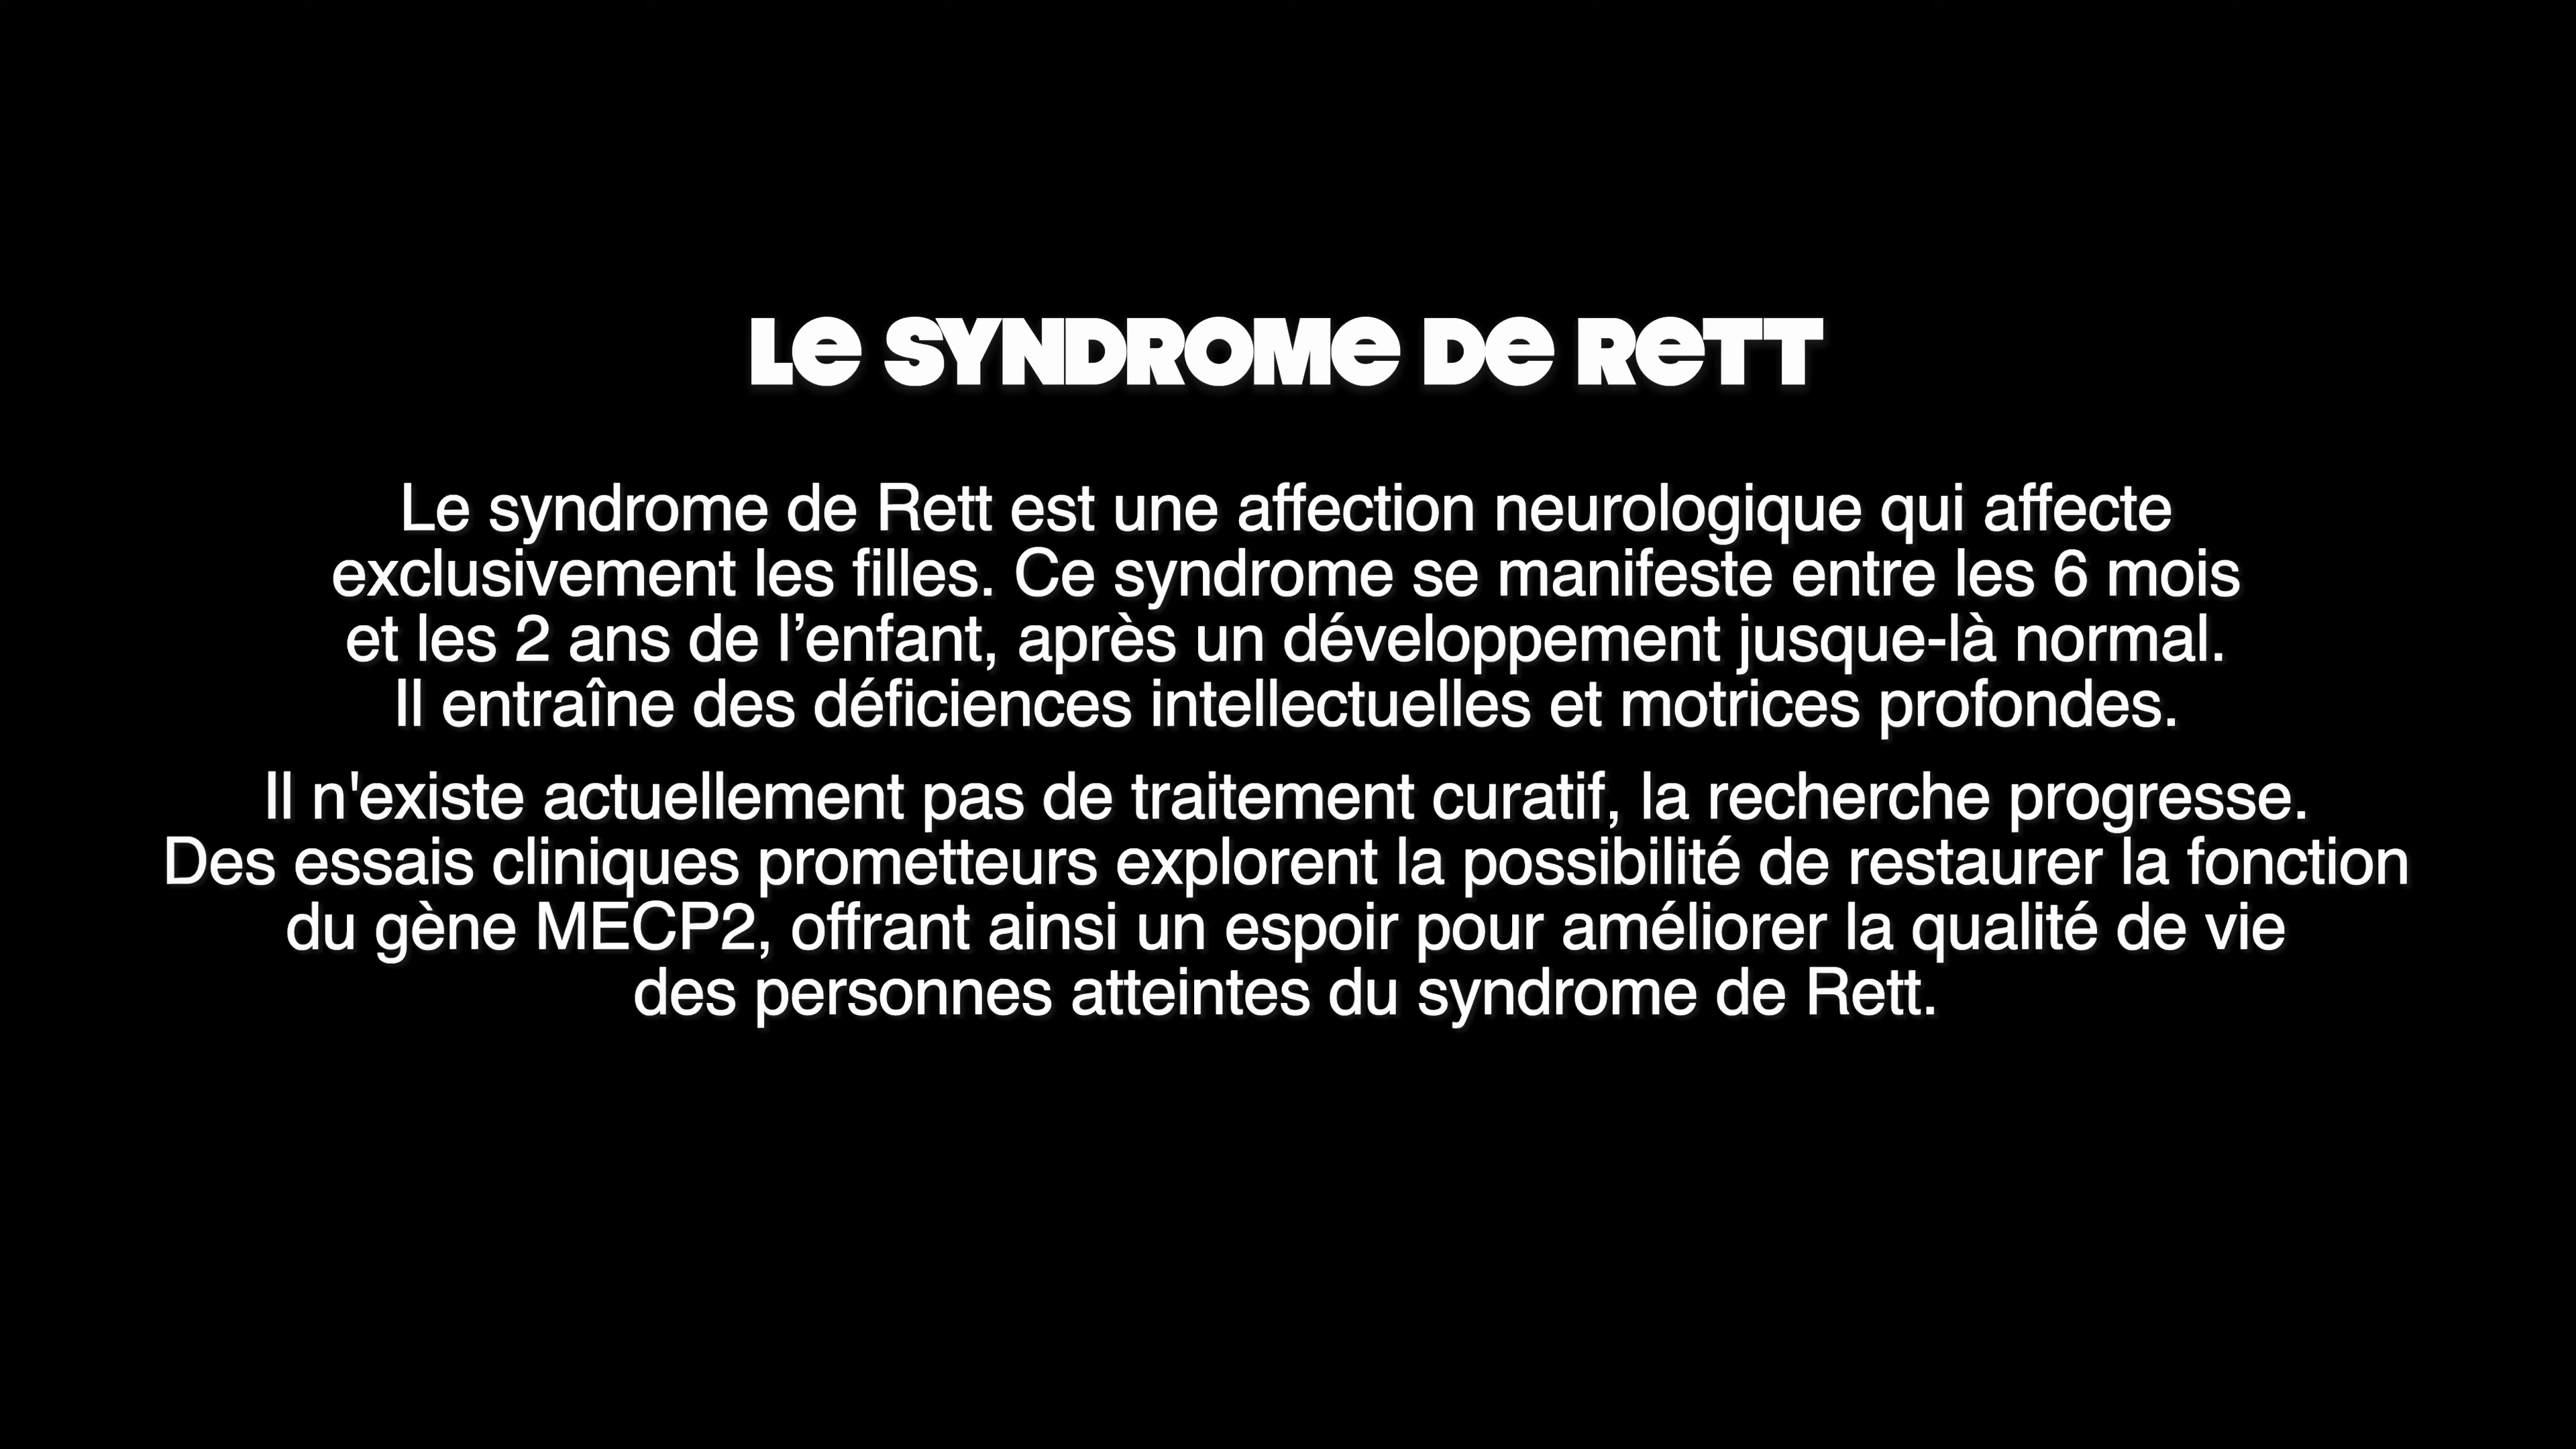 Le SYNDROMe De ReTT
Le syndrome de Rett est une affection neurologique qui affecte
exclusivement les filles. Ce syndrome se manifeste entre les 6 mois
et les 2 ans de l’enfant, après un développement jusque-là normal.
Il entraîne des déficiences intellectuelles et motrices profondes.
Il n'existe actuellement pas de traitement curatif, la recherche progresse.
Des essais cliniques prometteurs explorent la possibilité de restaurer la fonction
du gène MECP2, offrant ainsi un espoir pour améliorer la qualité de vie
des personnes atteintes du syndrome de Rett.